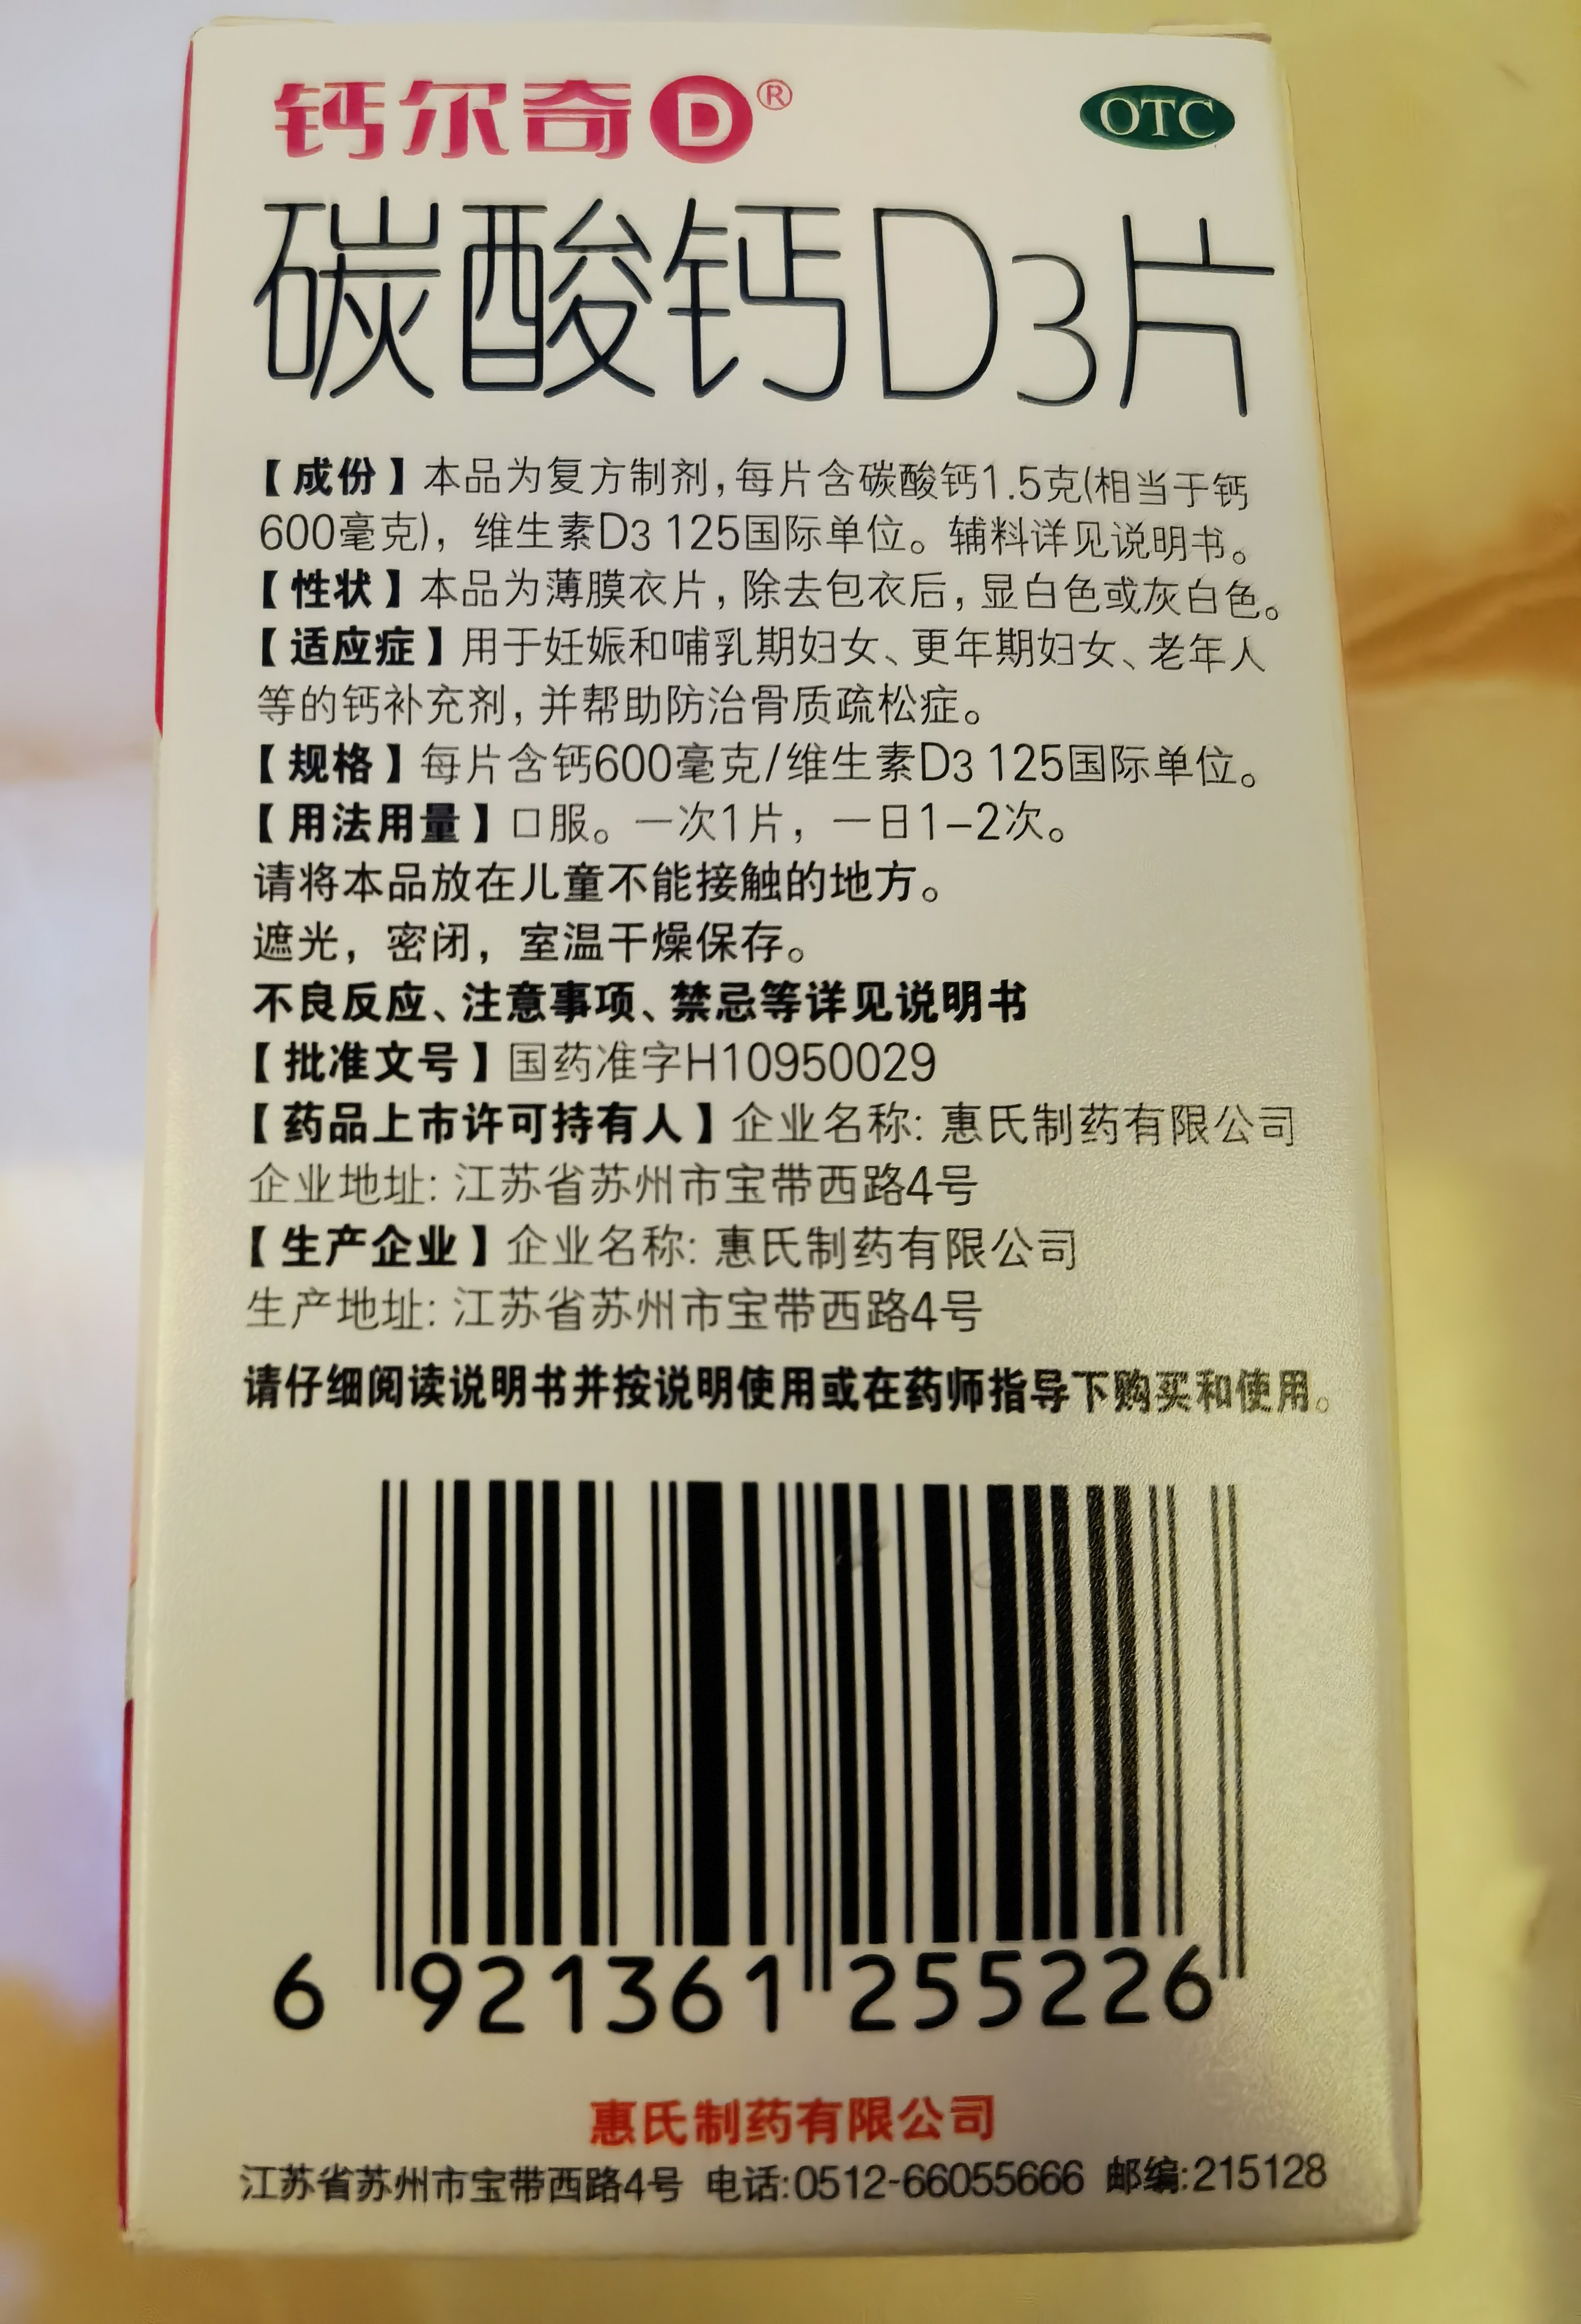 钙尔奇D®
OTC
碳酸钙D3片
【成份】本品为复方制剂,每片含碳酸钙1.5克(相当于钙
600毫克)，维生素D3 125国际单位。辅料详见说明书。
【性状】本品为薄膜衣片,除去包衣后,显白色或灰白色。
【适应症】用于妊娠和哺乳期妇女、更年期妇女、老年人
等的钙补充剂,并帮助防治骨质疏松症。
【规格】每片含钙600毫克/维生素D3 125国际单位。
【用法用量】口服。一次1片，一日1-2次。
请将本品放在儿童不能接触的地方。
遮光，密闭，室温干燥保存。
不良反应、注意事项、禁忌等详见说明书
【批准文号】国药准字H10950029
【药品上市许可持有人】企业名称: 惠氏制药有限公司
企业地址: 江苏省苏州市宝带西路4号
【生产企业】企业名称: 惠氏制药有限公司
生产地址: 江苏省苏州市宝带西路4号
请仔细阅读说明书并按说明使用或在药师指导下购买和使用。
6 921361 255226
惠氏制药有限公司
江苏省苏州市宝带西路4号 电话:0512-66055666 邮编:215128